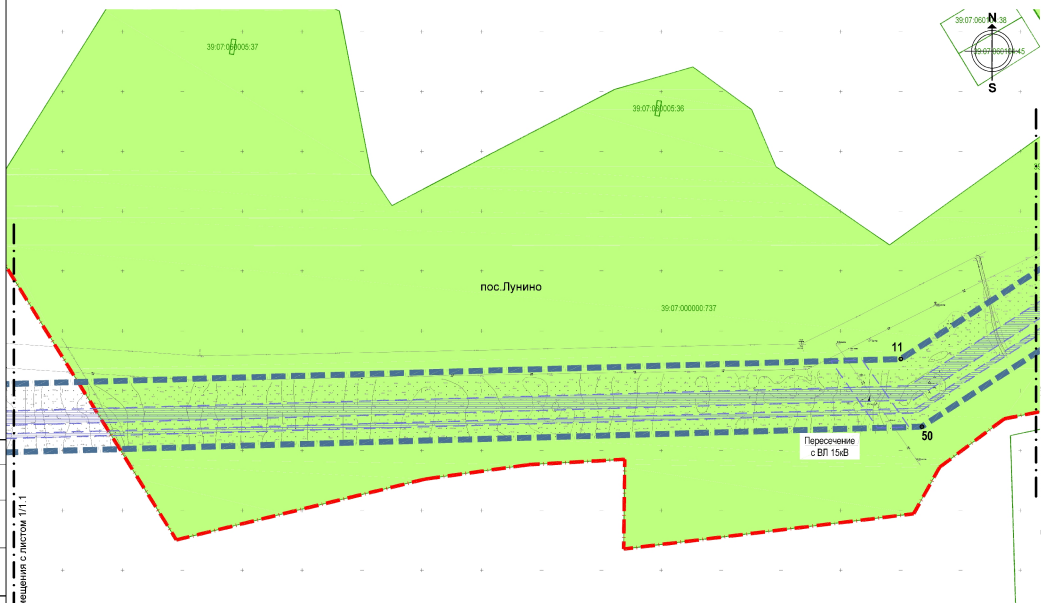 N
39:07:060005:37
S
39:07:060005:36
пос.Лунино
39:07:000000:737
11
50
Пересечение
с ВЛ 15кВ
мещения с листом 1/1.1